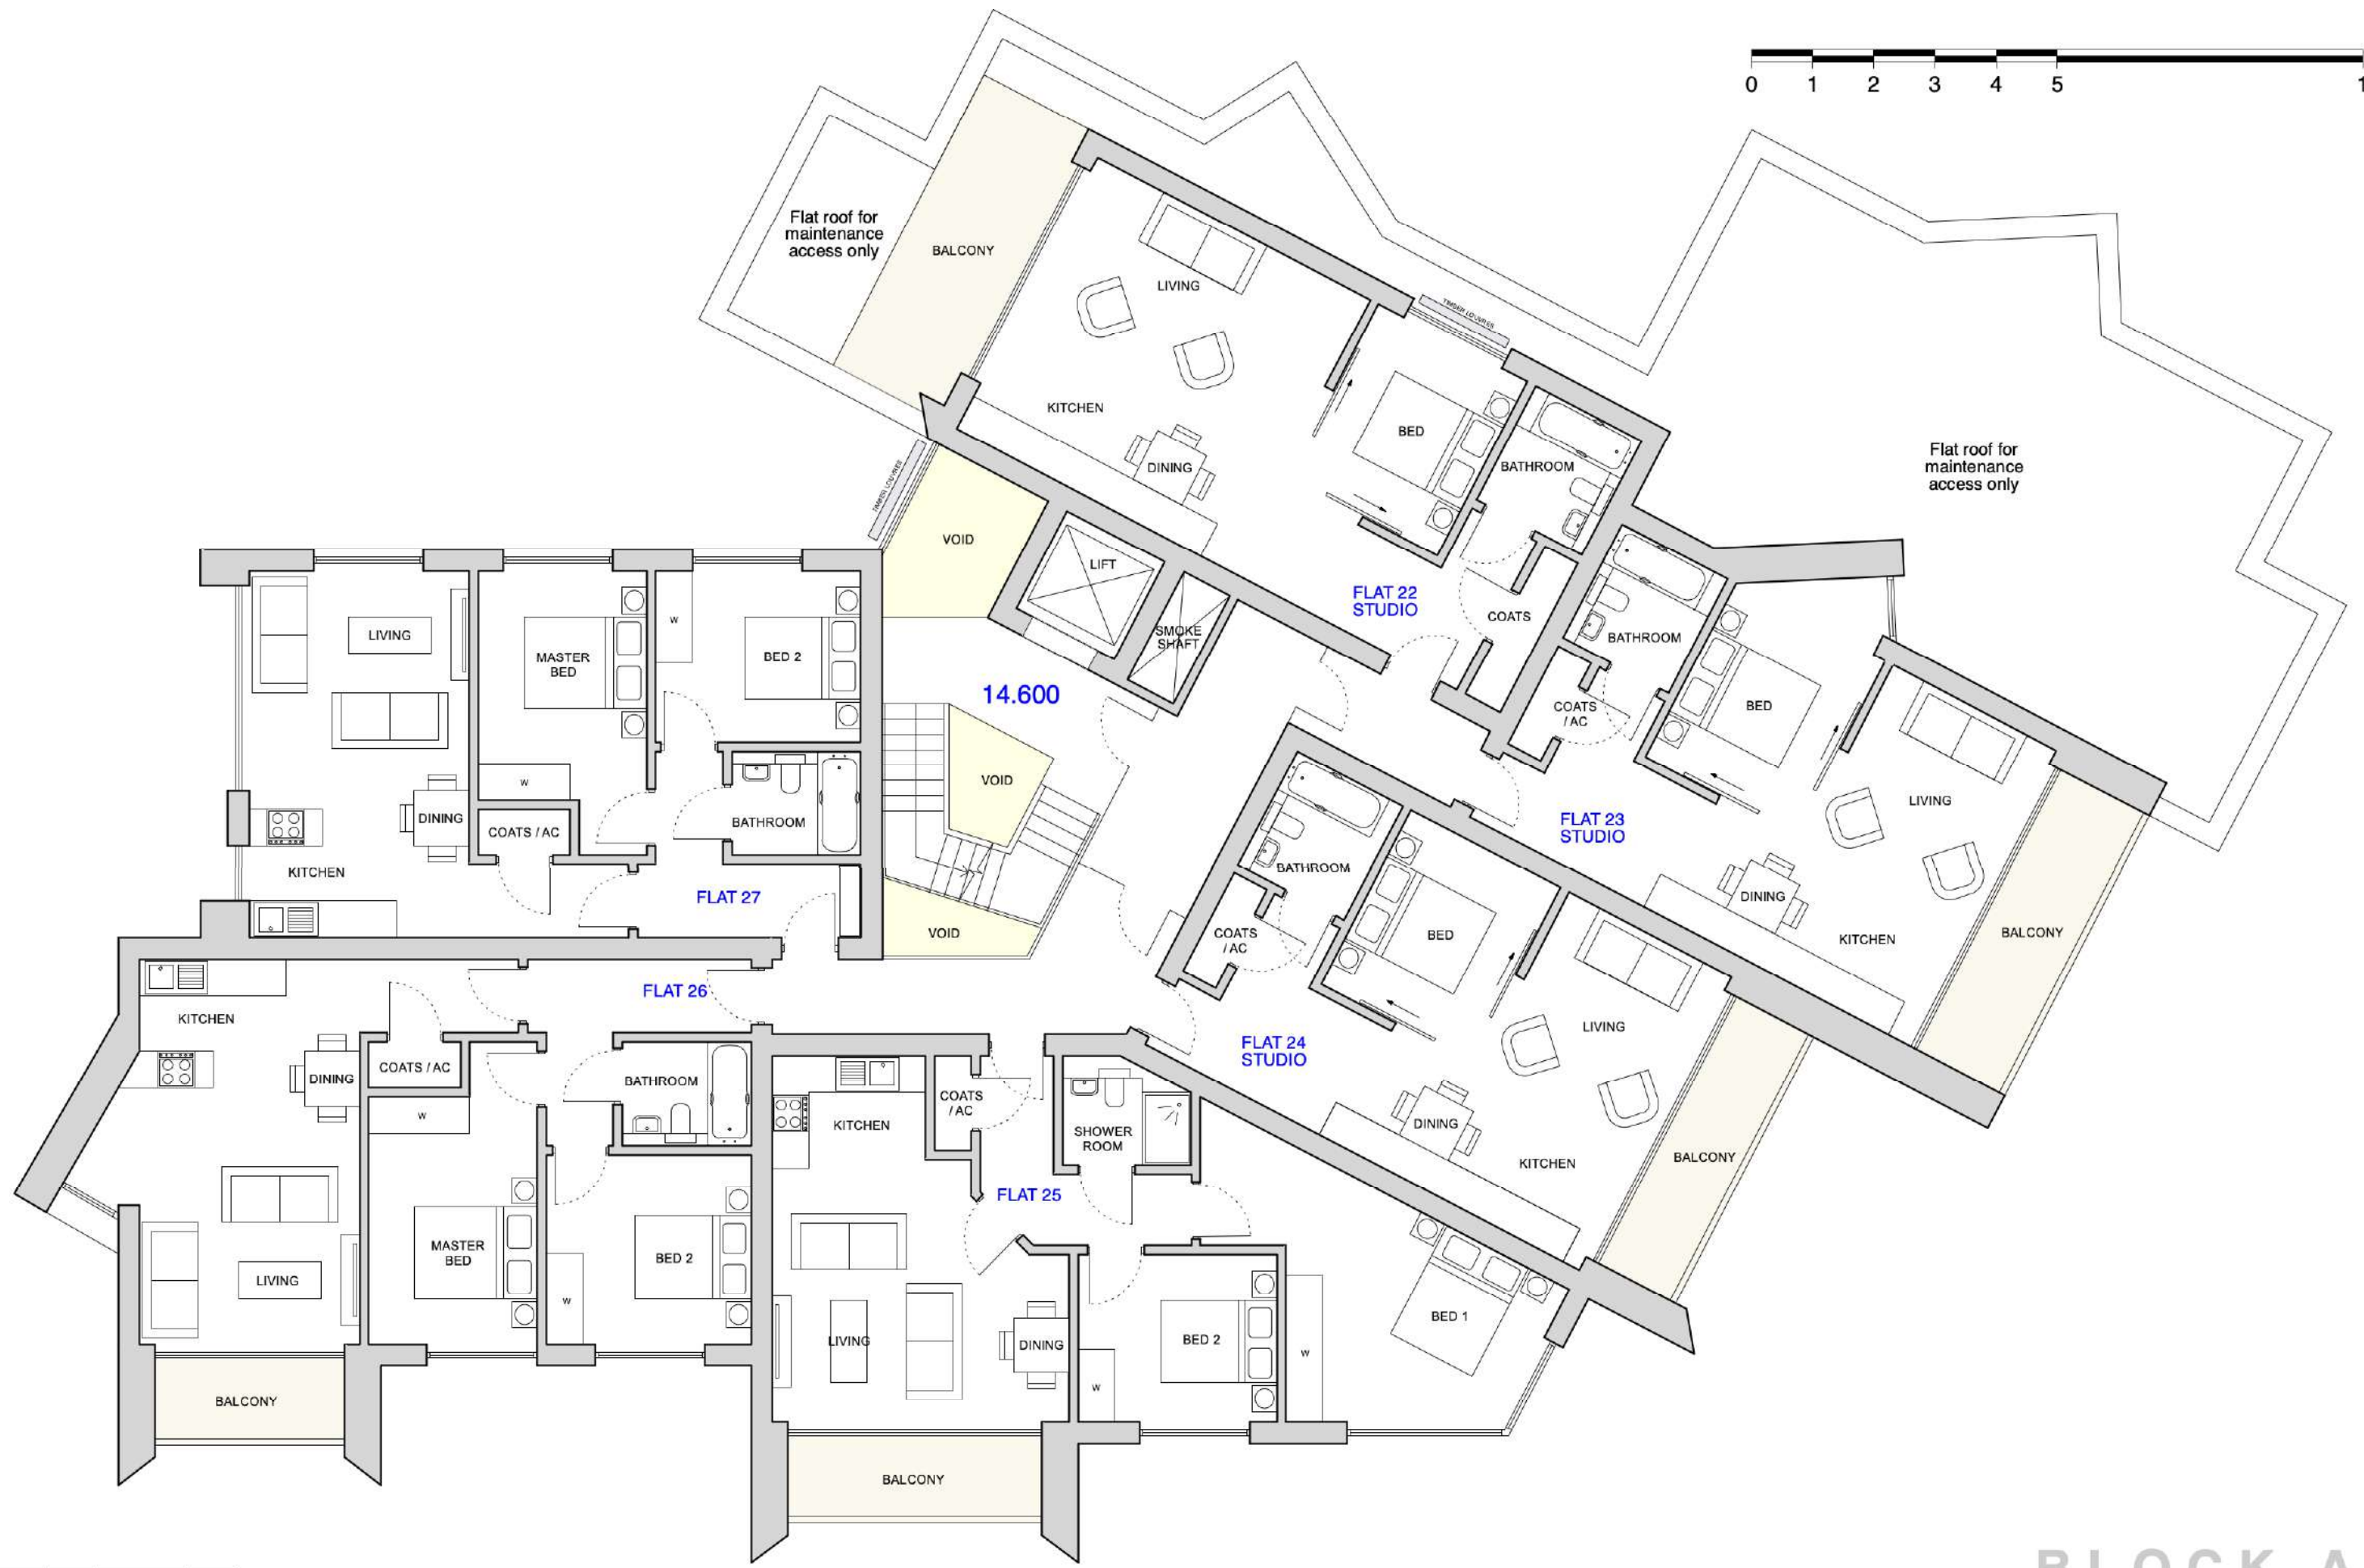 0 1 2 3 4 5 1
Flat roof for
maintenance
access only
BALCONY
LIVING
TIMBER LOUVRES
KITCHEN
DINING
BED
BATHROOM
FLAT 22
STUDIO
COATS
Flat roof for
maintenance
access only
TIMBER LOUVRES
VOID
LIFT
SMOKE
SHAFT
14.600
VOID
VOID
BATHROOM
COATS
/ AC
BED
FLAT 23
STUDIO
LIVING
DINING
KITCHEN
BALCONY
BATHROOM
COATS
/ AC
BED
FLAT 24
STUDIO
LIVING
DINING
KITCHEN
BALCONY
LIVING
MASTER
BED
W
BED 2
W
DINING
COATS / AC
BATHROOM
KITCHEN
FLAT 27
FLAT 26
KITCHEN
DINING
COATS / AC
W
BATHROOM
MASTER
BED
BED 2
W
LIVING
BALCONY
COATS
/ AC
KITCHEN
SHOWER
ROOM
FLAT 25
LIVING
DINING
BED 2
W
W
BED 1
BALCONY
BLOCK A